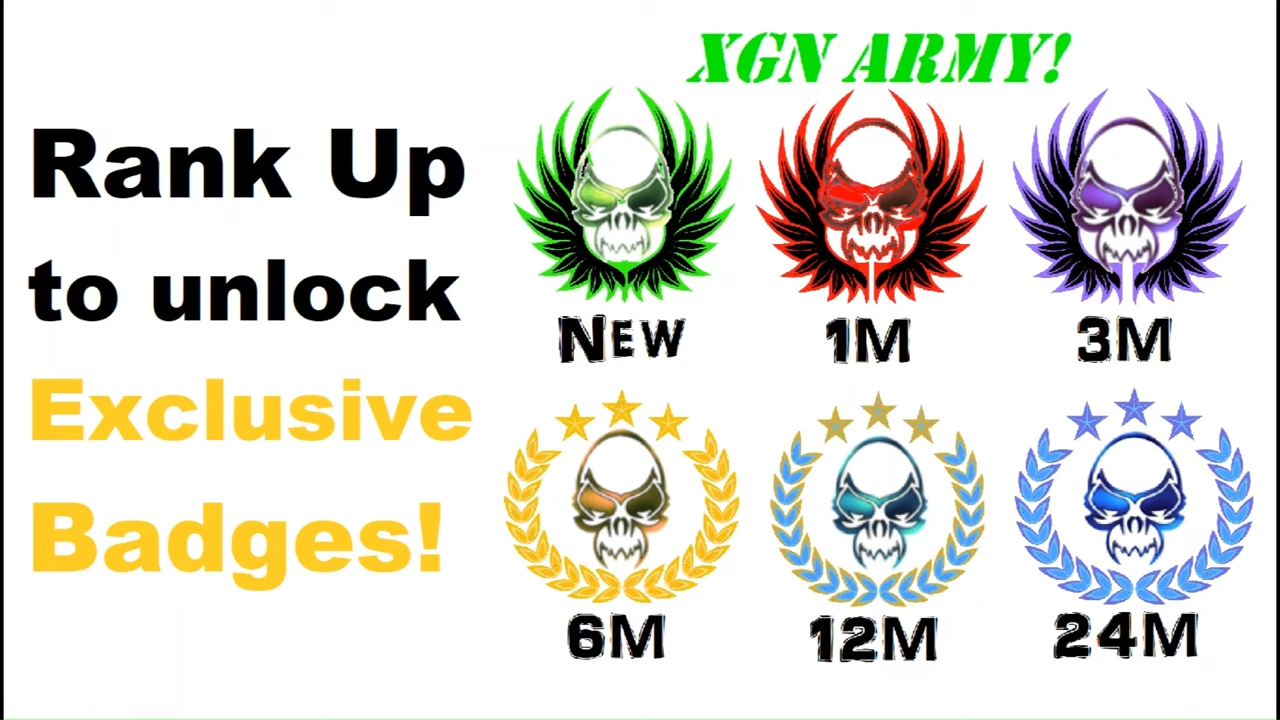 Rank Up
to unlock
Exclusive
Badges!
XGN ARMY!
NEW
1M
3M
6M
12M
24M